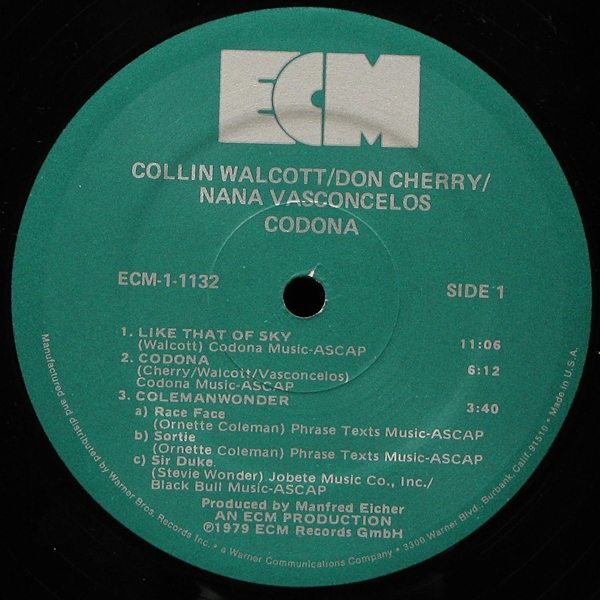 ECM
COLLIN WALCOTT/DON CHERRY/
NANA VASCONCELOS
CODONA
ECM-1-1132
SIDE 1
1. LIKE THAT OF SKY
(Walcott) Codona Music-ASCAP 11:06
2. CODONA 6:12
(Cherry/Walcott/Vasconcelos)
Codona Music-ASCAP
3. COLEMANWONDER 3:40
a) Race Face
(Ornette Coleman) Phrase Texts Music-ASCAP
b) Sortie
(Ornette Coleman) Phrase Texts Music-ASCAP
c) Sir Duke
(Stevie Wonder) Jobete Music Co., Inc./
Black Bull Music-ASCAP
Produced by Manfred Eicher
AN ECM PRODUCTION
℗1979 ECM Records GmbH
Manufactured and distributed by Warner Bros. Records Inc. • a Warner Communications Company • 3300 Warner Blvd., Burbank, Calif. 91510 • Made in U.S.A.